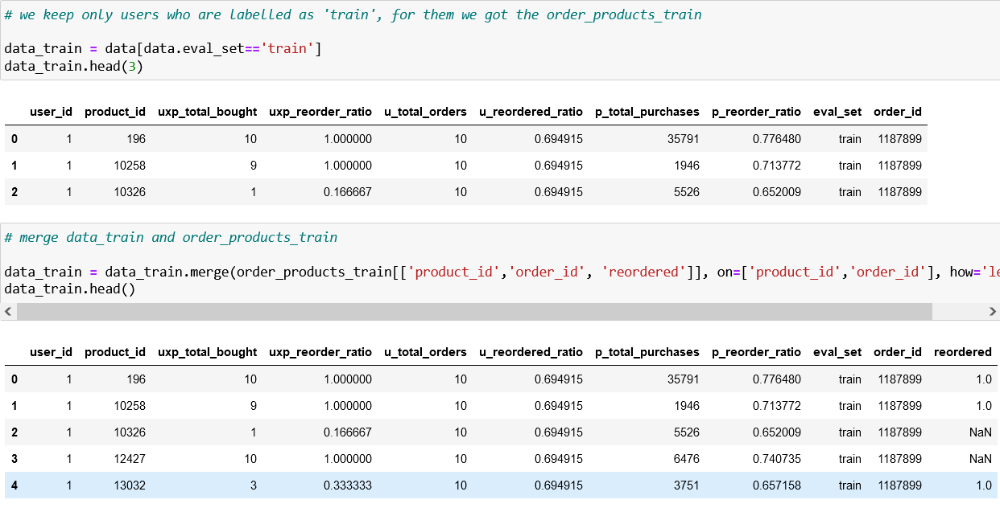 # we keep only users who are labelled as 'train', for them we got the order_products_train
data_train = data[data.eval_set=='train']
data_train.head(3)
user_id product_id uxp_total_bought uxp_reorder_ratio u_total_orders u_reordered_ratio p_total_purchases p_reorder_ratio eval_set order_id
0 1 196 10 1.000000 10 0.694915 35791 0.776480 train 1187899
1 1 10258 9 1.000000 10 0.694915 1946 0.713772 train 1187899
2 1 10326 1 0.166667 10 0.694915 5526 0.652009 train 1187899
# merge data_train and order_products_train
data_train = data_train.merge(order_products_train[['product_id','order_id', 'reordered']], on=['product_id','order_id'], how='le
data_train.head()
user_id product_id uxp_total_bought uxp_reorder_ratio u_total_orders u_reordered_ratio p_total_purchases p_reorder_ratio eval_set order_id reordered
0 1 196 10 1.000000 10 0.694915 35791 0.776480 train 1187899 1.0
1 1 10258 9 1.000000 10 0.694915 1946 0.713772 train 1187899 1.0
2 1 10326 1 0.166667 10 0.694915 5526 0.652009 train 1187899 NaN
3 1 12427 10 1.000000 10 0.694915 6476 0.740735 train 1187899 NaN
4 1 13032 3 0.333333 10 0.694915 3751 0.657158 train 1187899 1.0